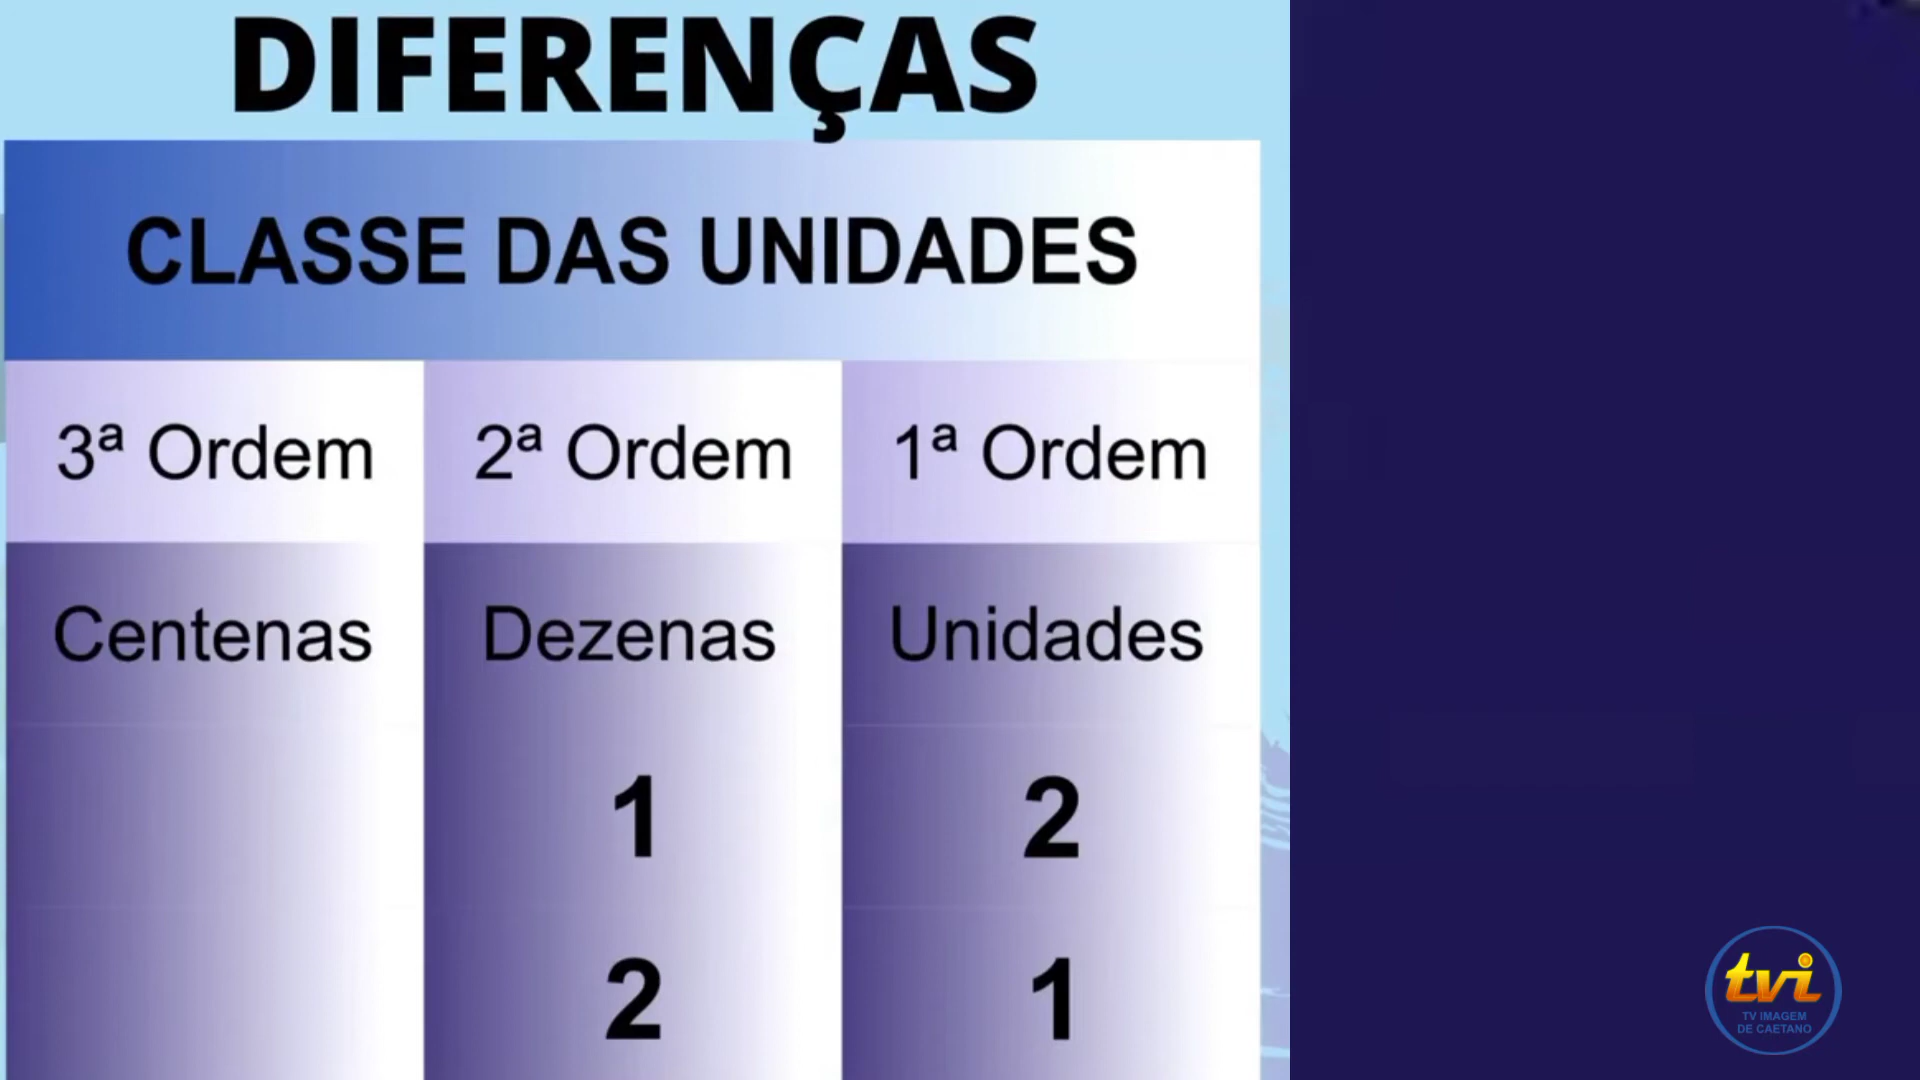 DIFERENÇAS
CLASSE DAS UNIDADES
3ª Ordem 2ª Ordem 1ª Ordem
Centenas Dezenas Unidades
1 2
2 1
tvi
TV IMAGEM
DE CAETANO